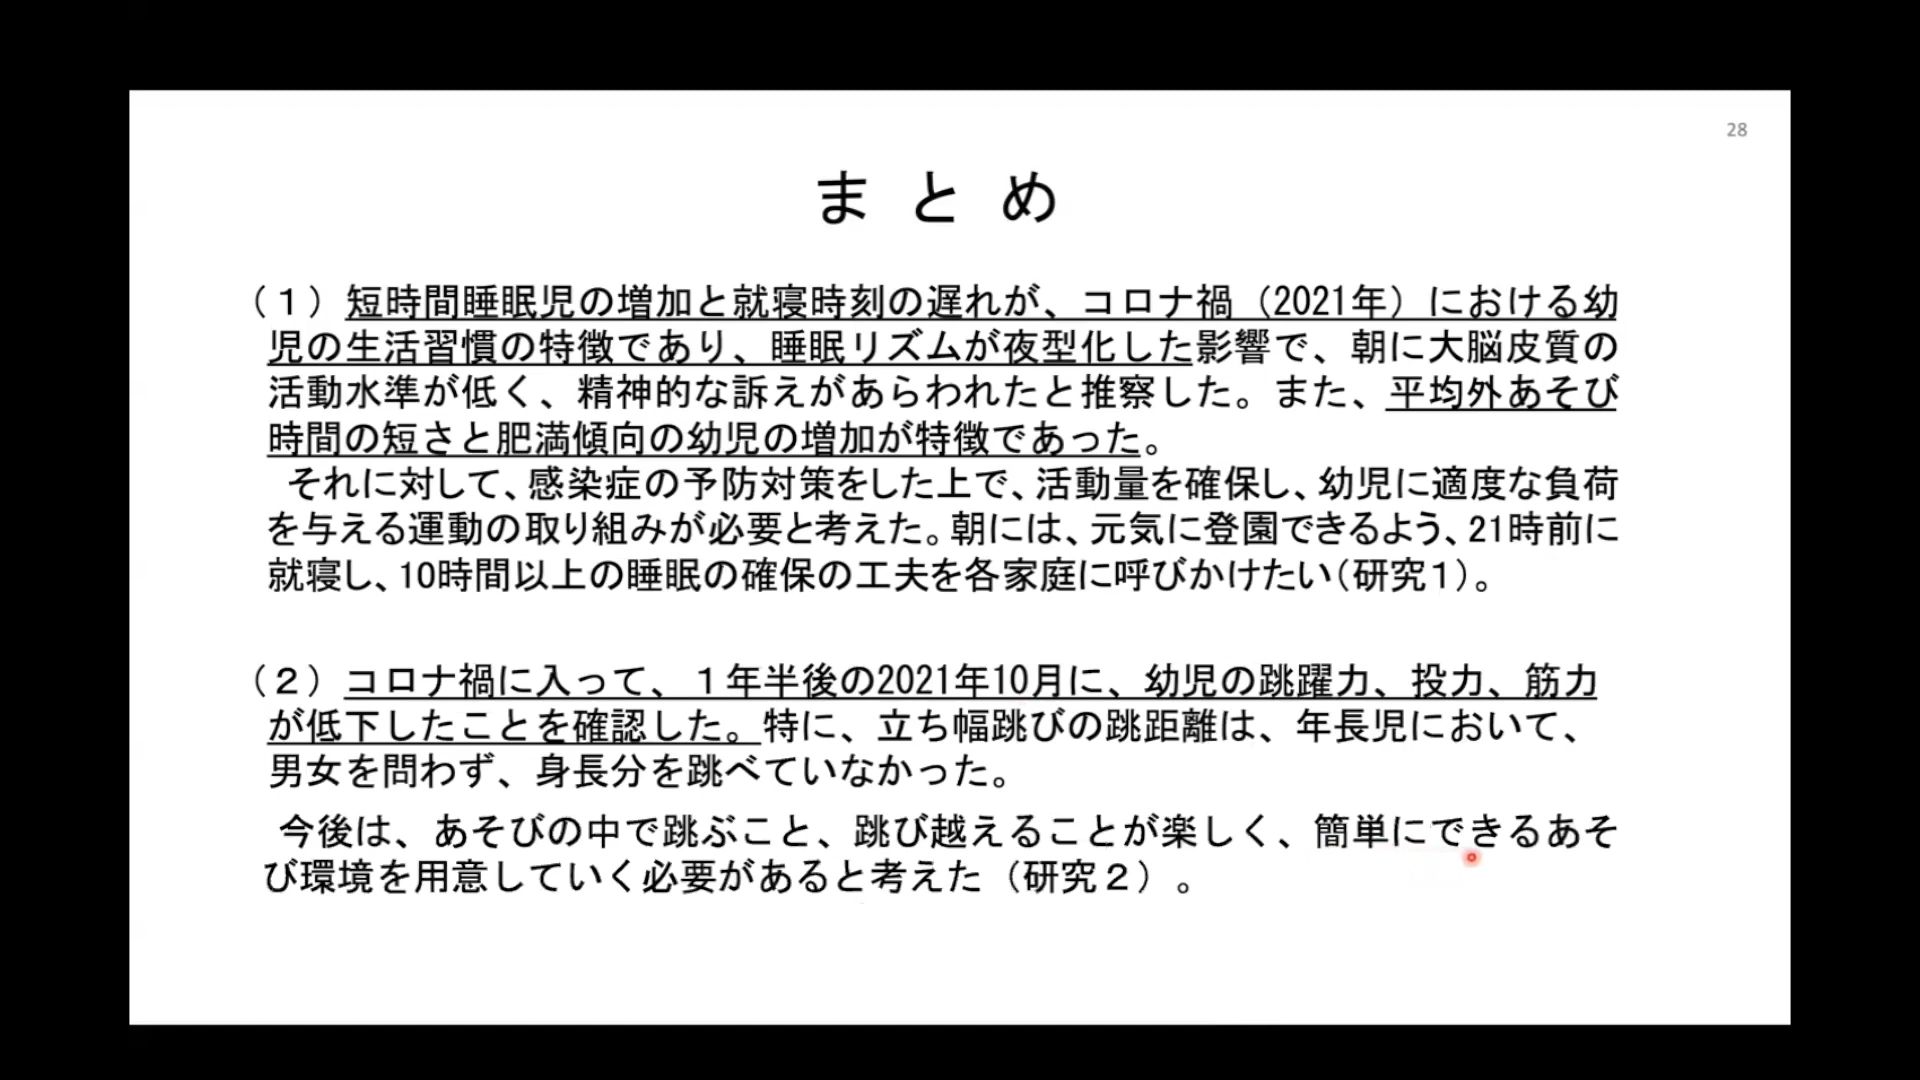 28
まとめ
（１）短時間睡眠児の増加と就寝時刻の遅れが、コロナ禍（2021年）における幼
児の生活習慣の特徴であり、睡眠リズムが夜型化した影響で、朝に大脳皮質の
活動水準が低く、精神的な訴えがあらわれたと推察した。また、平均外あそび
時間の短さと肥満傾向の幼児の増加が特徴であった。
それに対して、感染症の予防対策をした上で、活動量を確保し、幼児に適度な負荷
を与える運動の取り組みが必要と考えた。朝には、元気に登園できるよう、21時前に
就寝し、10時間以上の睡眠の確保の工夫を各家庭に呼びかけたい（研究１）。
（２）コロナ禍に入って、１年半後の2021年10月に、幼児の跳躍力、投力、筋力
が低下したことを確認した。特に、立ち幅跳びの跳距離は、年長児において、
男女を問わず、身長分を跳べていなかった。
今後は、あそびの中で跳ぶこと、跳び越えることが楽しく、簡単にできるあそ
び環境を用意していく必要があると考えた（研究２）。